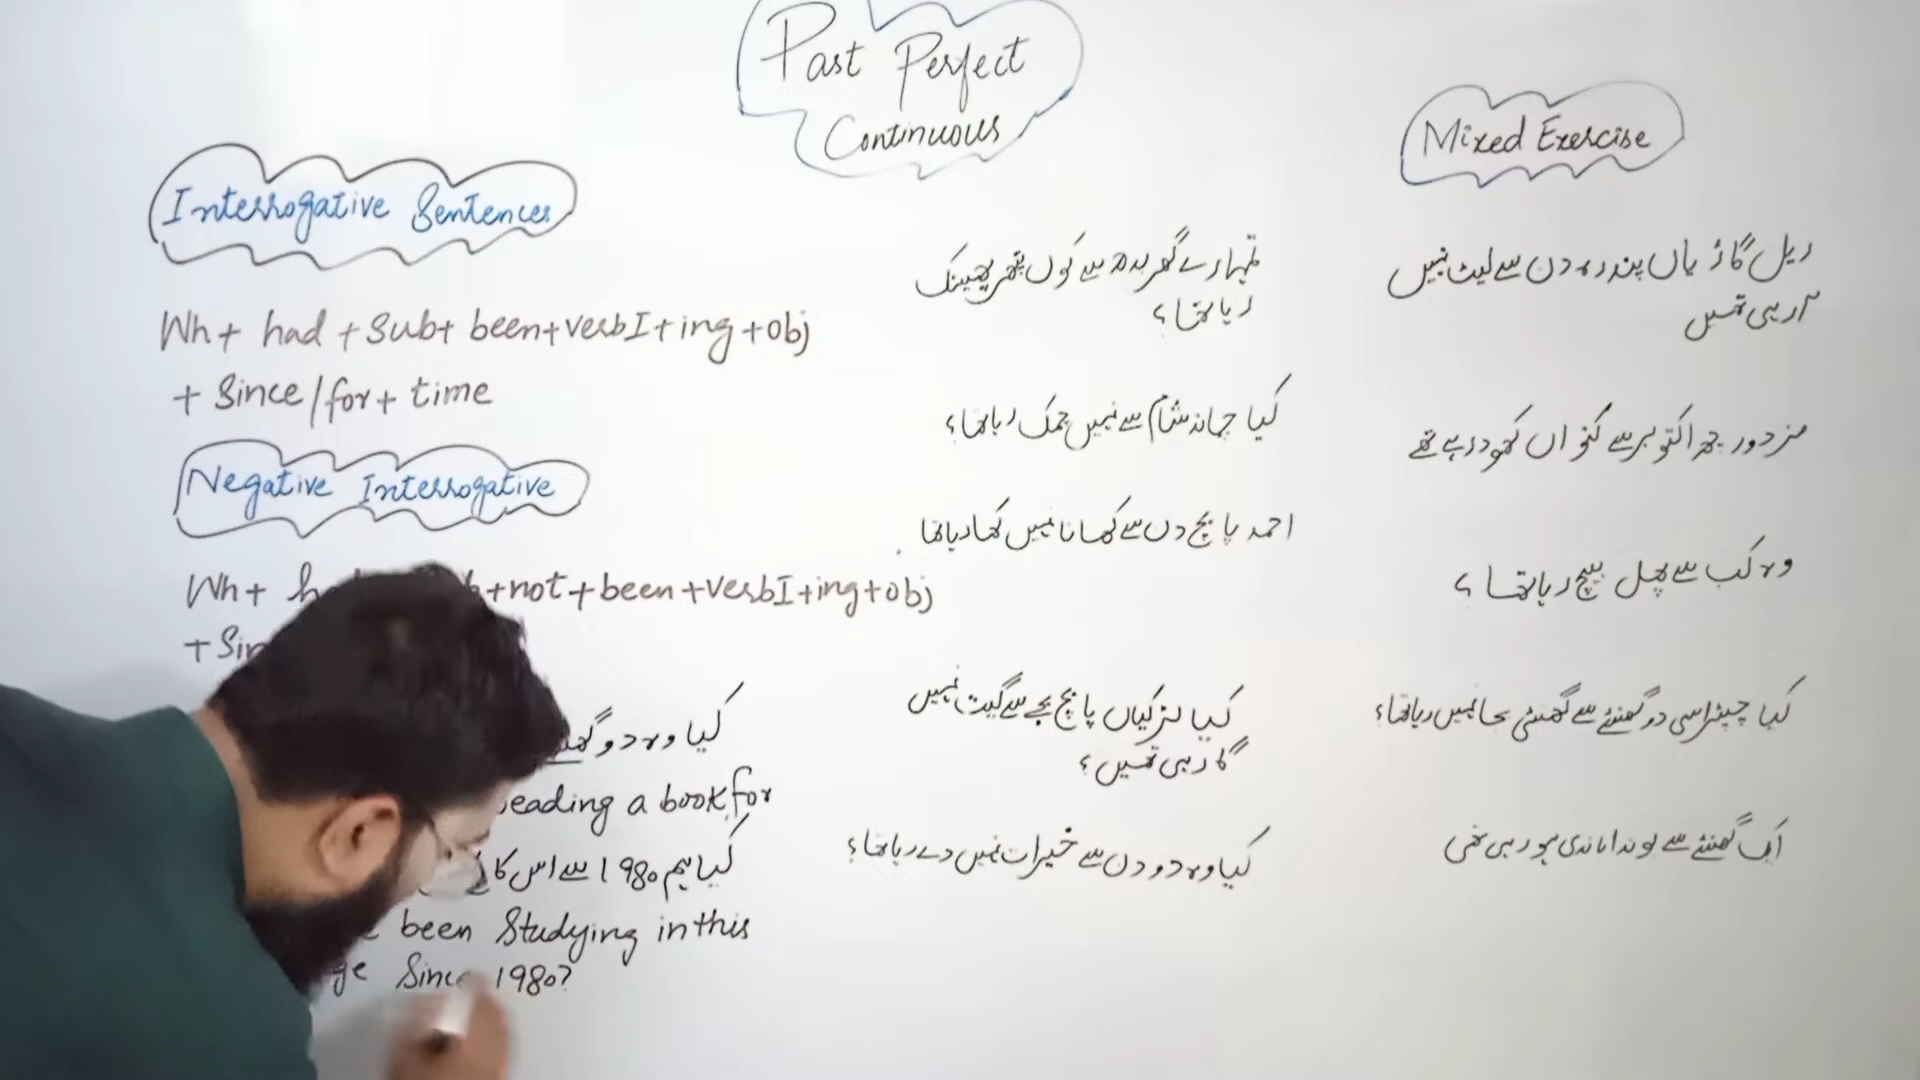 Past Perfect
Continuous
Mixed Exercise
Interrogative Sentences
Wh+ had +Sub+ been+verbI+ing+obj
+ Since/for+ time
Negative Interrogative
Wh+ +not+been+verbI+ing+obj
کیا وہ دو
a book for
کیا ہم 1980 سے اس کا
been Studying in this
Since 1980?
تمہارے گھر بدھ سے کون پتھر پھینک
رہا تھا؟
کیا چاند شام سے نہیں چمک رہا تھا؟
احمد پانچ دن سے کھانا نہیں کھا رہا تھا
کیا لڑکیاں پانچ بجے سے گیت نہیں
گا رہی تھیں؟
کیا وہ دو دن سے خیرات نہیں دے رہا تھا؟
ریل گاڑیاں پندرہ دن سے لیٹ نہیں
آ رہی تھیں
مزدور چھ اکتوبر سے کنواں کھود رہے تھے
وہ کب سے پھل بیچ رہا تھا؟
کیا چپڑاسی دو گھنٹے سے گھنٹی بجا نہیں رہا تھا؟
اک گھنٹے سے بوندا باندی ہو رہی تھی